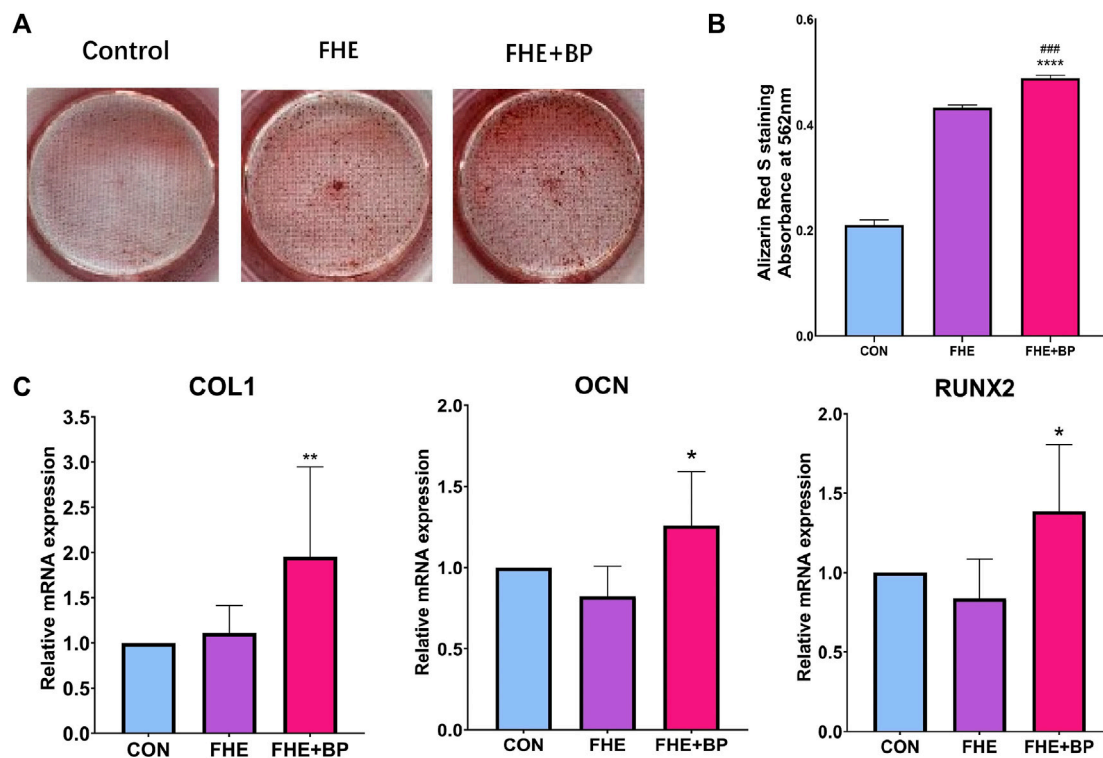 A
Control
FHE
FHE+BP
B
Alizarin Red S staining
Absorbance at 562nm
0.6
0.4
0.2
0.0
###
****
CON
FHE
FHE+BP
C
COL1
Relative mRNA expression
3.5
3.0
2.5
2.0
1.5
1.0
0.5
0.0
**
CON
FHE
FHE+BP
OCN
Relative mRNA expression
2.0
1.5
1.0
0.5
0.0
*
CON
FHE
FHE+BP
RUNX2
Relative mRNA expression
2.0
1.5
1.0
0.5
0.0
*
CON
FHE
FHE+BP